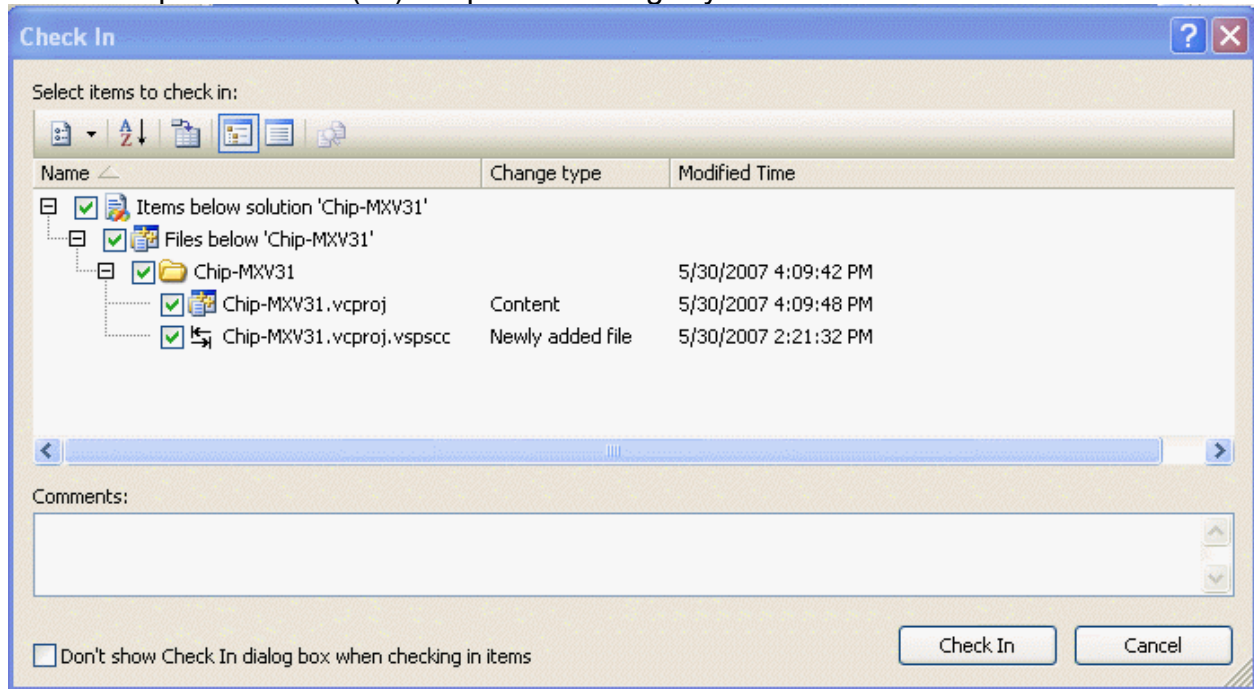 Check In
Select items to check in:
Name Change type Modified Time
Items below solution 'Chip-MXV31'
Files below 'Chip-MXV31'
Chip-MXV31 5/30/2007 4:09:42 PM
Chip-MXV31.vcproj Content 5/30/2007 4:09:48 PM
Chip-MXV31.vcproj.vspscc Newly added file 5/30/2007 2:21:32 PM
Comments:
Don't show Check In dialog box when checking in items
Check In Cancel